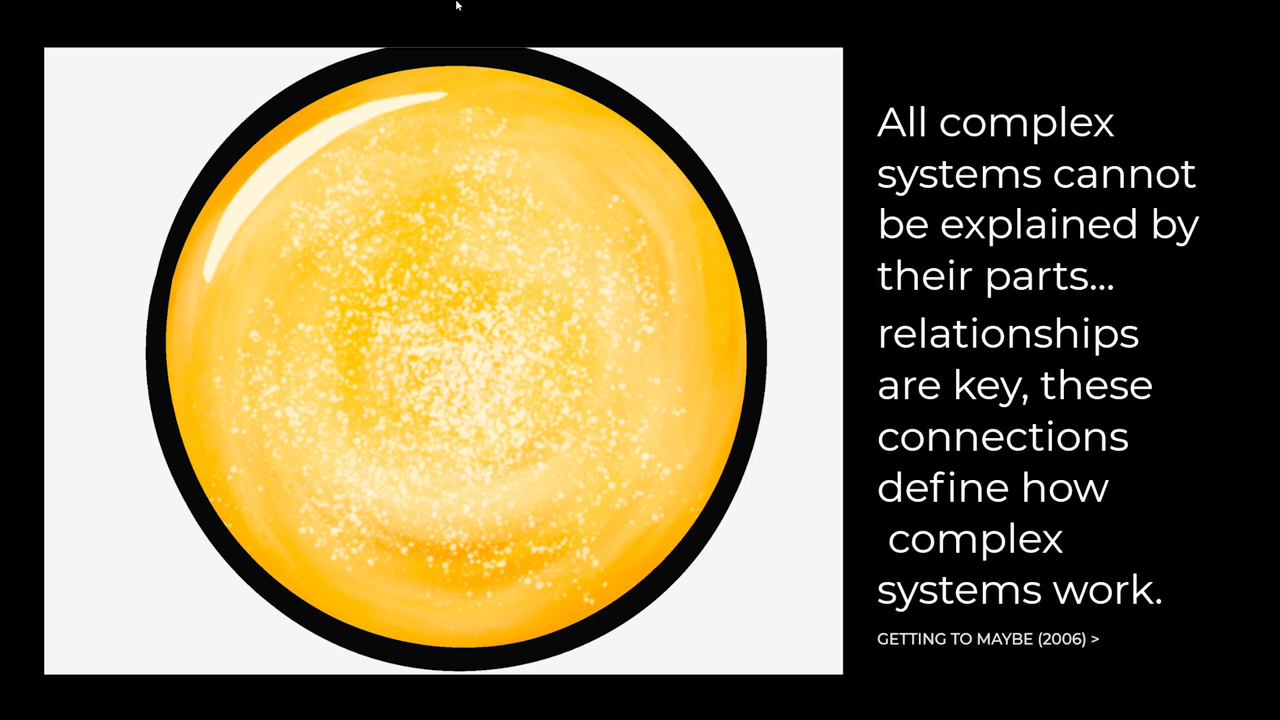 All complex
systems cannot
be explained by
their parts...
relationships
are key, these
connections
define how
complex
systems work.
GETTING TO MAYBE (2006) >